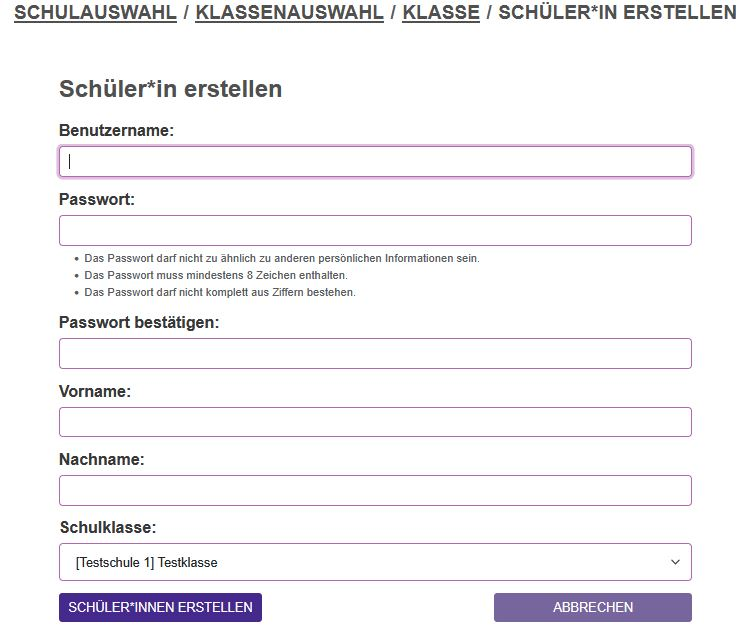 SCHULAUSWAHL / KLASSENAUSWAHL / KLASSE / SCHÜLER*IN ERSTELLEN
Schüler*in erstellen
Benutzername:
Passwort:
• Das Passwort darf nicht zu ähnlich zu anderen persönlichen Informationen sein.
• Das Passwort muss mindestens 8 Zeichen enthalten.
• Das Passwort darf nicht komplett aus Ziffern bestehen.
Passwort bestätigen:
Vorname:
Nachname:
Schulklasse:
[Testschule 1] Testklasse
SCHÜLER*INNEN ERSTELLEN ABBRECHEN